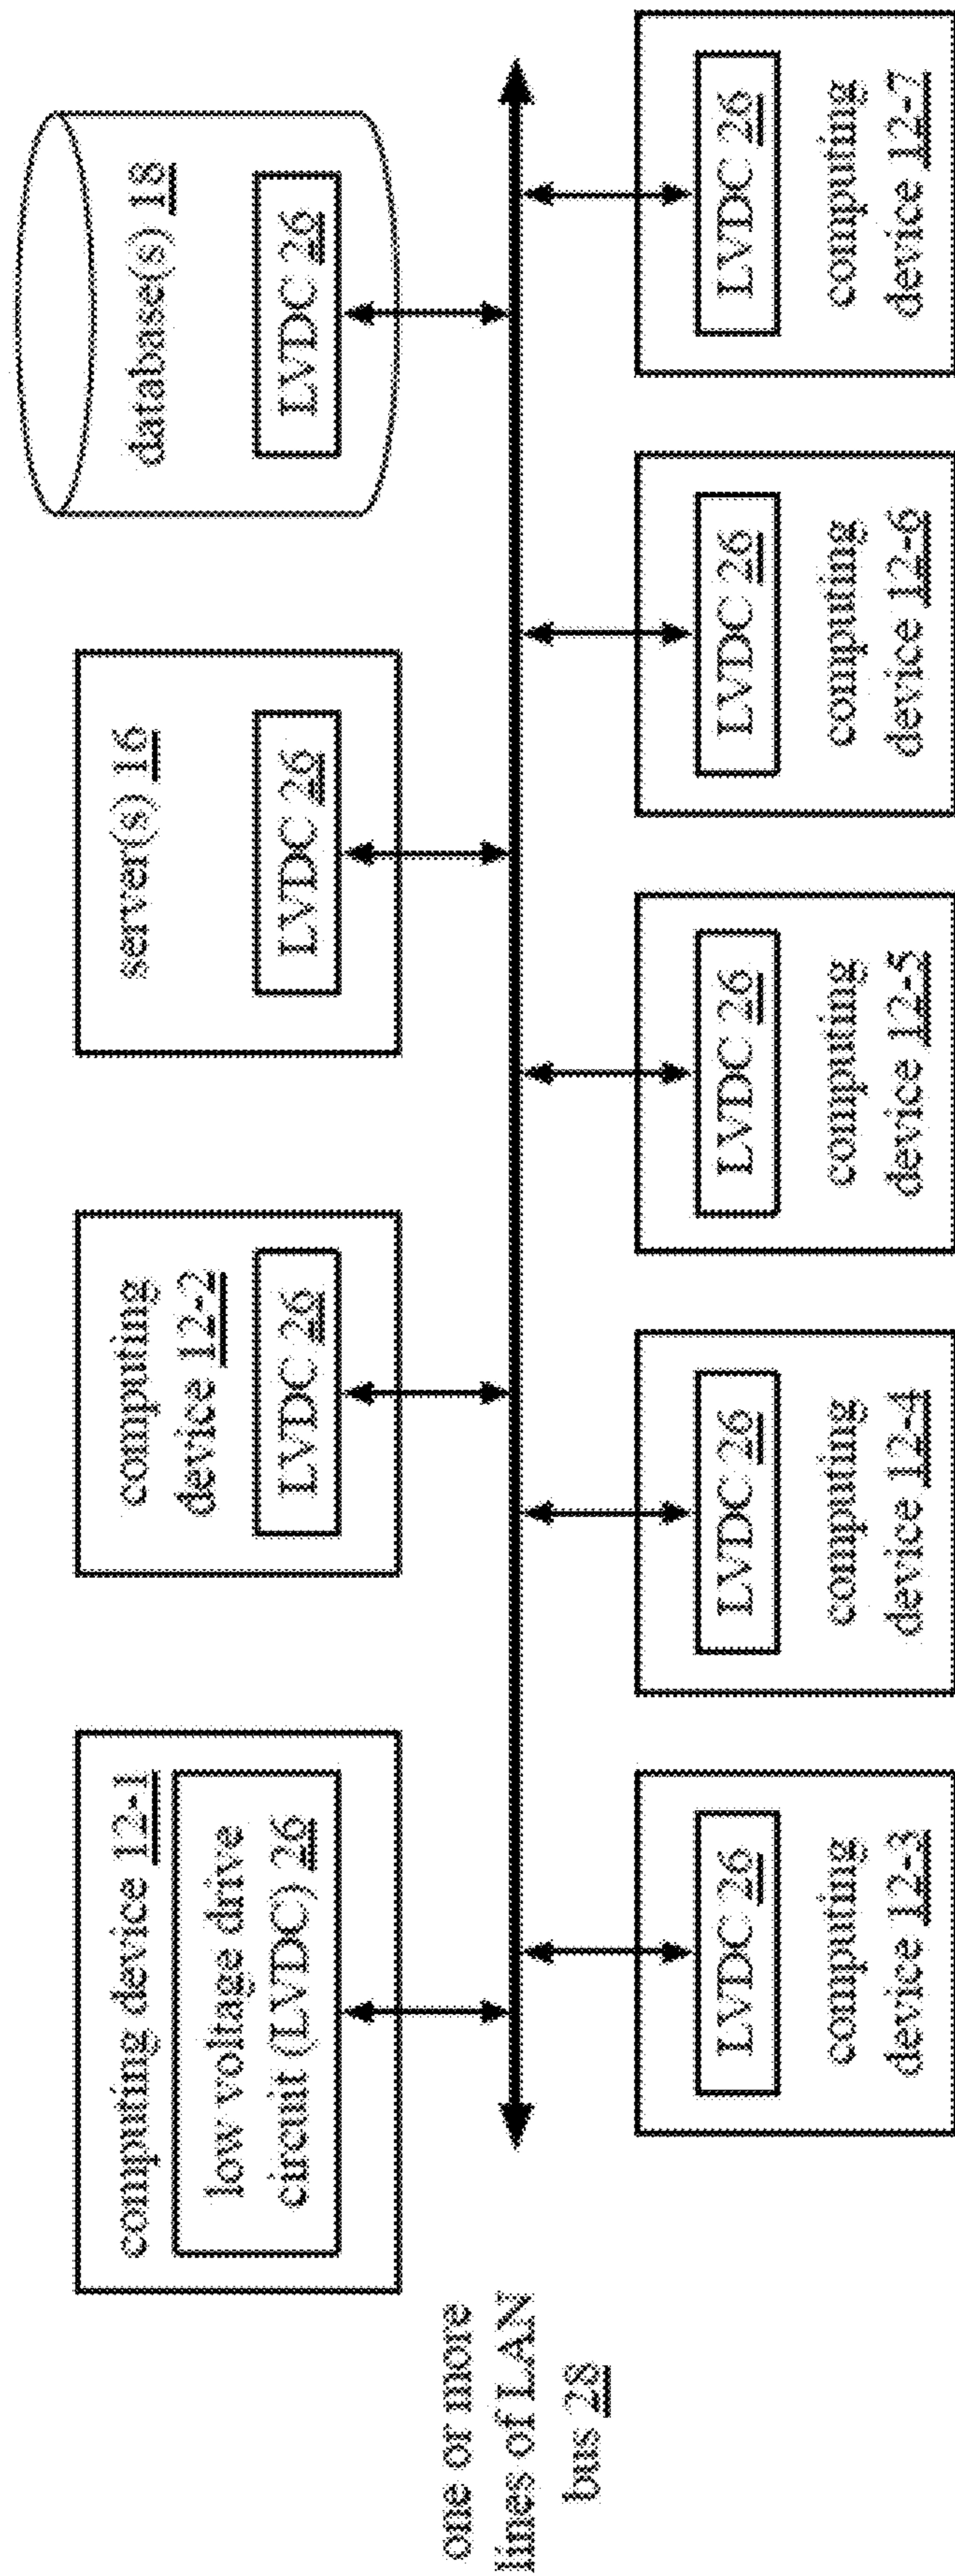 computing device 12-1
low voltage drive
circuit (LVDC) 26
computing
device 12-2
LVDC 26
server(s) 16
LVDC 26
database(s) 18
LVDC 26
one or more
lines of LAN
bus 28
LVDC 26
computing
device 12-3
LVDC 26
computing
device 12-4
LVDC 26
computing
device 12-5
LVDC 26
computing
device 12-6
LVDC 26
computing
device 12-7